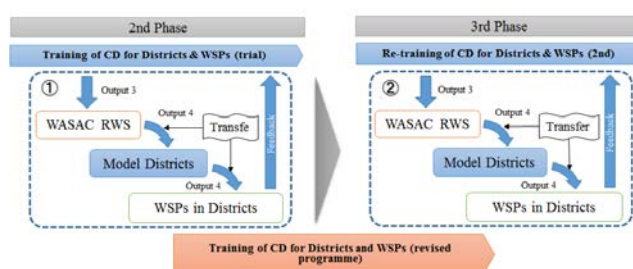 2nd Phase
Training of CD for Districts & WSPs (trial)
①
Output 3
Output 4
WASAC RWS
Transfe
Model Districts
Output 4
WSPs in Districts
Feedback
3rd Phase
Re-training of CD for Districts & WSPs (2nd)
②
Output 3
Output 4
WASAC RWS
Transfer
Model Districts
Output 4
WSPs in Districts
Feedback
Training of CD for Districts and WSPs (revised
programme)